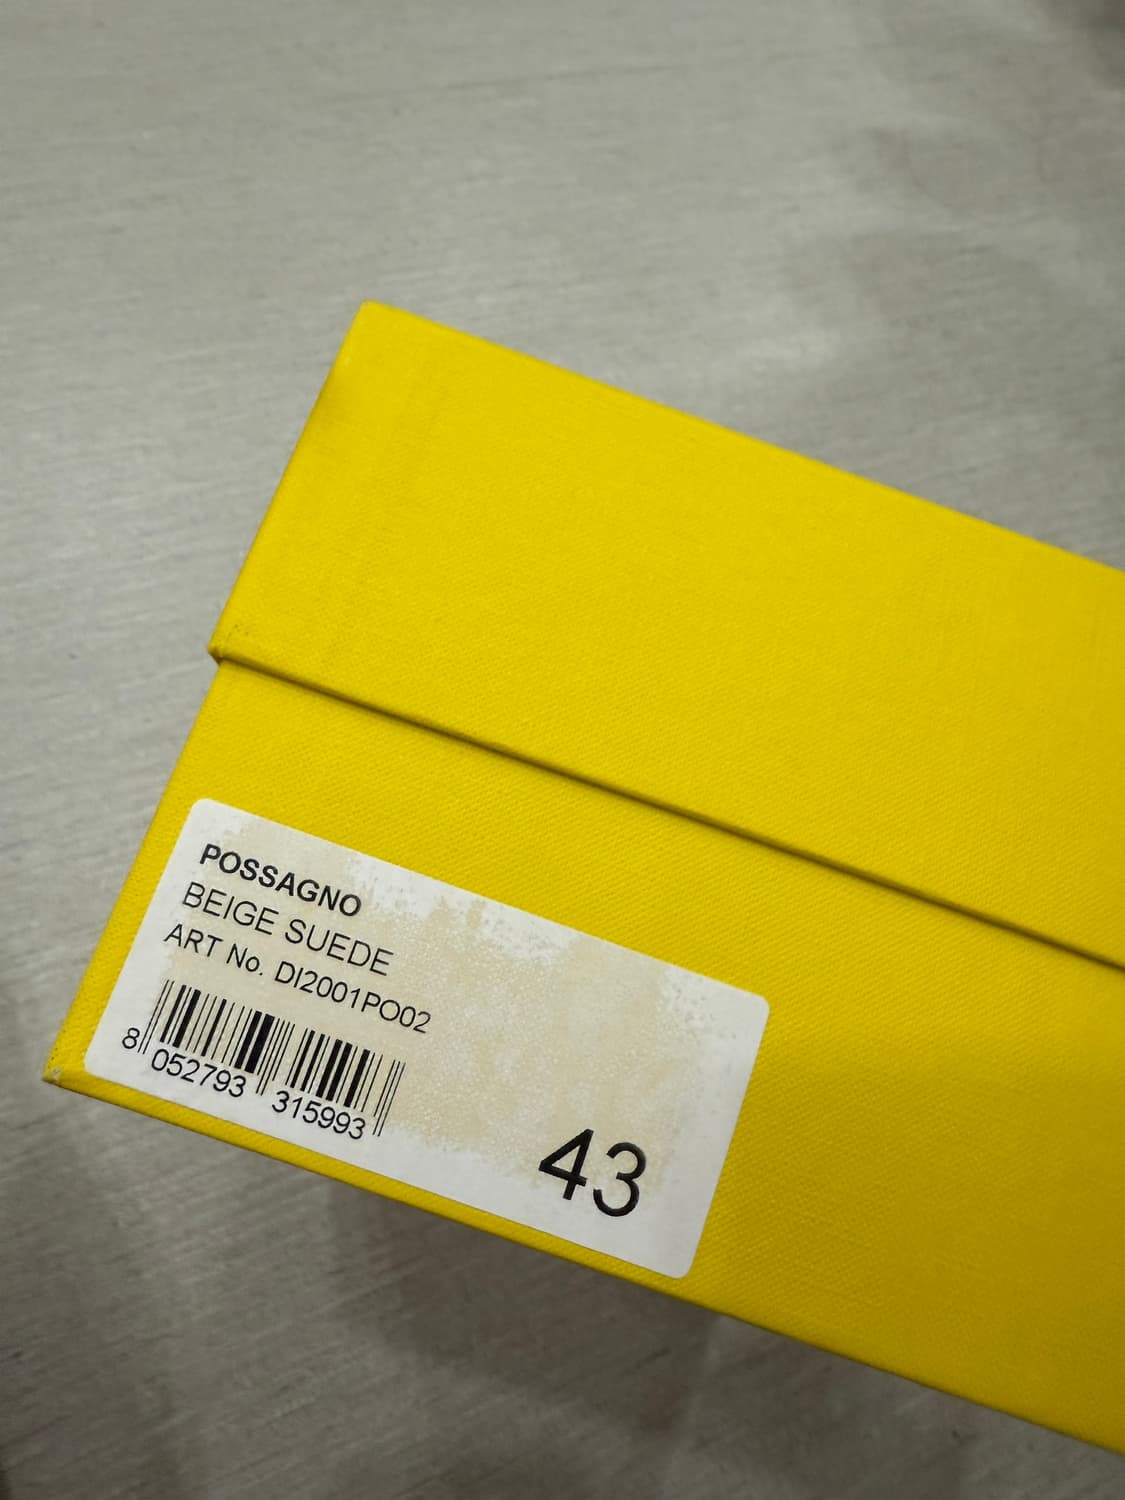 POSSAGNO
BEIGE SUEDE
ART No. DI2001PO02
8 052793 315993
43